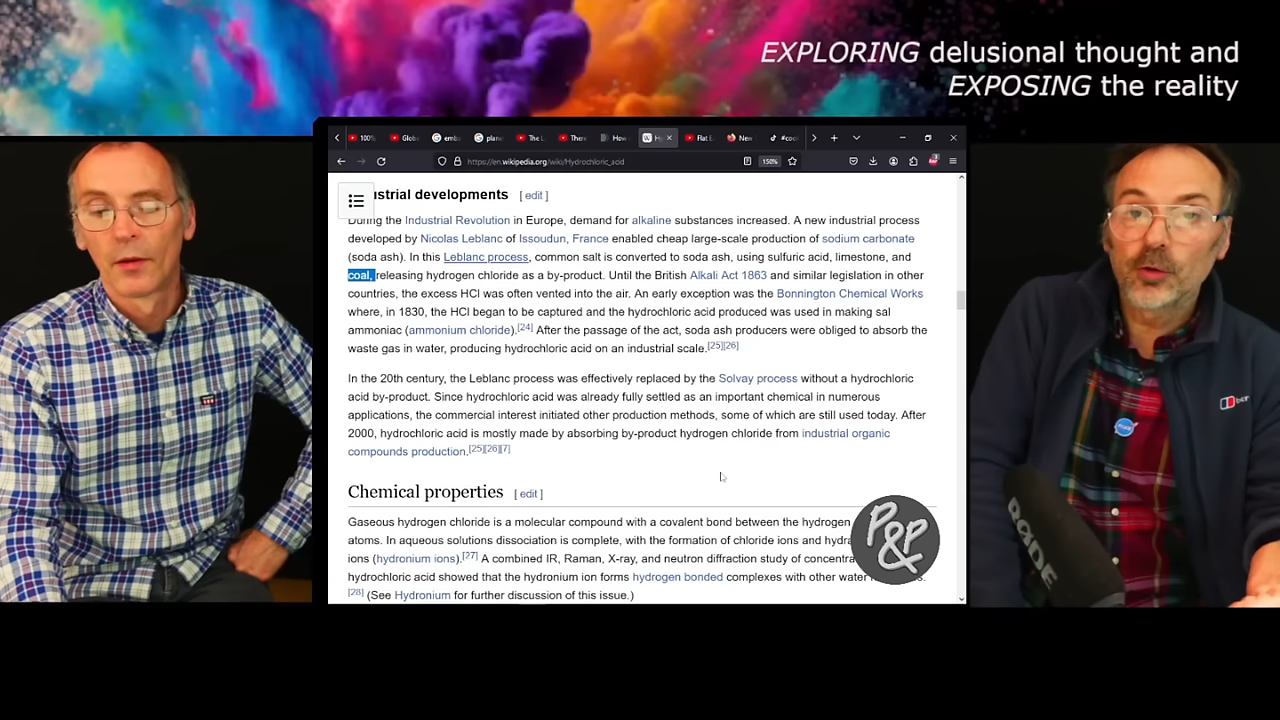 EXPLORING delusional thought and
EXPOSING the reality
100%
Glob
emb
plan
The L
There
How
Flat E
New
#coo
https://en.wikipedia.org/wiki/Hydrochloric_acid
150%
ustrial developments [ edit ]
During the Industrial Revolution in Europe, demand for alkaline substances increased. A new industrial process
developed by Nicolas Leblanc of Issoudun, France enabled cheap large-scale production of sodium carbonate
(soda ash). In this Leblanc process, common salt is converted to soda ash, using sulfuric acid, limestone, and
coal, releasing hydrogen chloride as a by-product. Until the British Alkali Act 1863 and similar legislation in other
countries, the excess HCl was often vented into the air. An early exception was the Bonnington Chemical Works
where, in 1830, the HCl began to be captured and the hydrochloric acid produced was used in making sal
ammoniac (ammonium chloride).[24] After the passage of the act, soda ash producers were obliged to absorb the
waste gas in water, producing hydrochloric acid on an industrial scale.[25][26]
In the 20th century, the Leblanc process was effectively replaced by the Solvay process without a hydrochloric
acid by-product. Since hydrochloric acid was already fully settled as an important chemical in numerous
applications, the commercial interest initiated other production methods, some of which are still used today. After
2000, hydrochloric acid is mostly made by absorbing by-product hydrogen chloride from industrial organic
compounds production.[25][26][7]
Chemical properties [ edit ]
Gaseous hydrogen chloride is a molecular compound with a covalent bond between the hydrogen
atoms. In aqueous solutions dissociation is complete, with the formation of chloride ions and hydra
ions (hydronium ions).[27] A combined IR, Raman, X-ray, and neutron diffraction study of concentra
hydrochloric acid showed that the hydronium ion forms hydrogen bonded complexes with other water
[28] (See Hydronium for further discussion of this issue.)
P&P
RODE